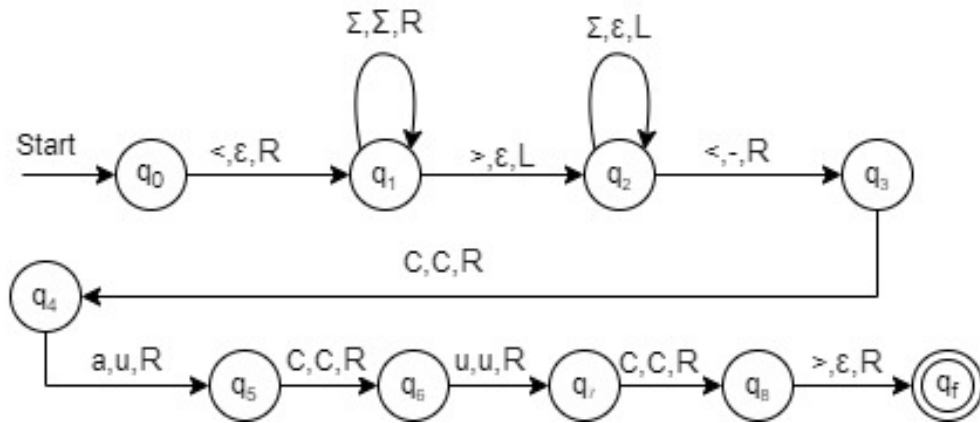 Σ,Σ,R Σ,ε,L
Start q0 <,ε,R q1 >,ε,L q2 <,-,R q3
C,C,R
q4
a,u,R q5 C,C,R q6 u,u,R q7 C,C,R q8 >,ε,R qf